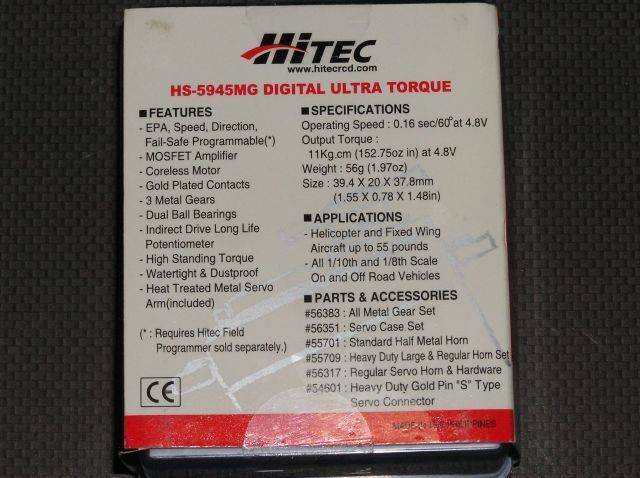 HiTEC
www.hitecrcd.com
HS-5945MG DIGITAL ULTRA TORQUE
■FEATURES
- EPA, Speed, Direction,
Fail-Safe Programmable(*)
- MOSFET Amplifier
- Coreless Motor
- Gold Plated Contacts
- 3 Metal Gears
- Dual Ball Bearings
- Indirect Drive Long Life
Potentiometer
- High Standing Torque
- Watertight & Dustproof
- Heat Treated Metal Servo
Arm(included)
(* : Requires Hitec Field
Programmer sold separately.)
CE
■SPECIFICATIONS
Operating Speed : 0.16 sec/60°at 4.8V
Output Torque :
11Kg.cm (152.75oz in) at 4.8V
Weight : 56g (1.97oz)
Size : 39.4 X 20 X 37.8mm
(1.55 X 0.78 X 1.48in)
■APPLICATIONS
- Helicopter and Fixed Wing
Aircraft up to 55 pounds
- All 1/10th and 1/8th Scale
On and Off Road Vehicles
■PARTS & ACCESSORIES
#56383 : All Metal Gear Set
#56351 : Servo Case Set
#55701 : Standard Half Metal Horn
#55709 : Heavy Duty Large & Regular Horn Set
#56317 : Regular Servo Horn & Hardware
#54601 : Heavy Duty Gold Pin "S" Type
Servo Connector
MADE IN THE PHILIPPINES